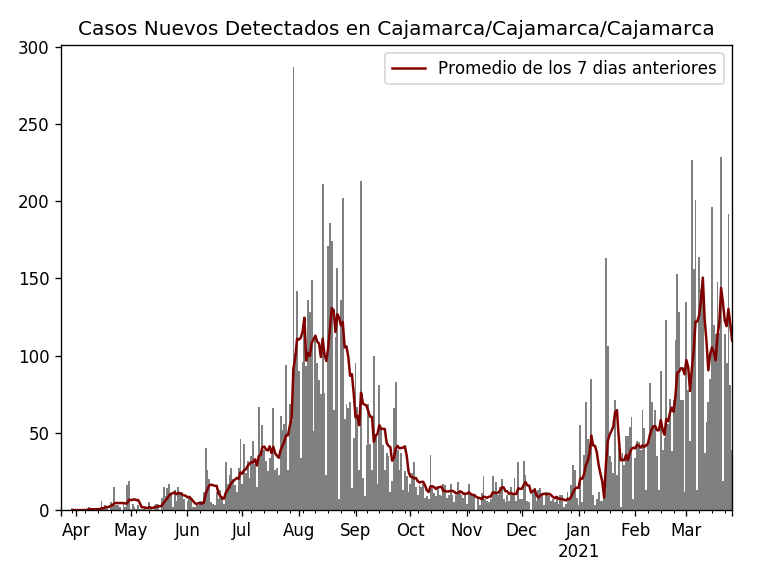 Casos Nuevos Detectados en Cajamarca/Cajamarca/Cajamarca
Promedio de los 7 dias anteriores
300
250
200
150
100
50
0
Apr May Jun Jul Aug Sep Oct Nov Dec Jan Feb Mar
2021